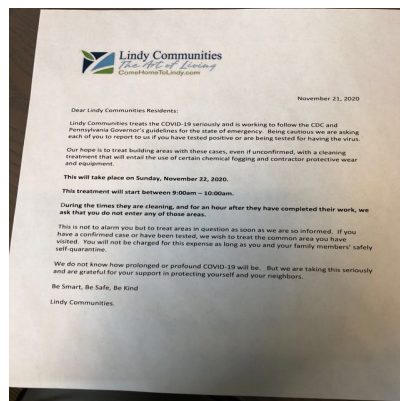 Lindy Communities
The Art of Living
ComeHomeToLindy.com
November 21, 2020
Dear Lindy Communities Residents:
Lindy Communities treats the COVID-19 seriously and is working to follow the CDC and
Pennsylvania Governor's guidelines for the state of emergency. Being cautious we are asking
each of you to report to us if you have tested positive or are being tested for having the virus.
Our hope is to treat building areas with these cases, even if unconfirmed, with a cleaning
treatment that will entail the use of certain chemical fogging and contractor protective wear
and equipment.
This will take place on Sunday, November 22, 2020.
This treatment will start between 9:00am – 10:00am.
During the times they are cleaning, and for an hour after they have completed their work, we
ask that you do not enter any of those areas.
This is not to alarm you but to treat areas in question as soon as we are so informed. If you
have a confirmed case or have been tested, we wish to treat the common area you have
visited. You will not be charged for this expense as long as you and your family members' safely
self-quarantine.
We do not know how prolonged or profound COVID-19 will be. But we are taking this seriously
and are grateful for your support in protecting yourself and your neighbors.
Be Smart, Be Safe, Be Kind
Lindy Communities.